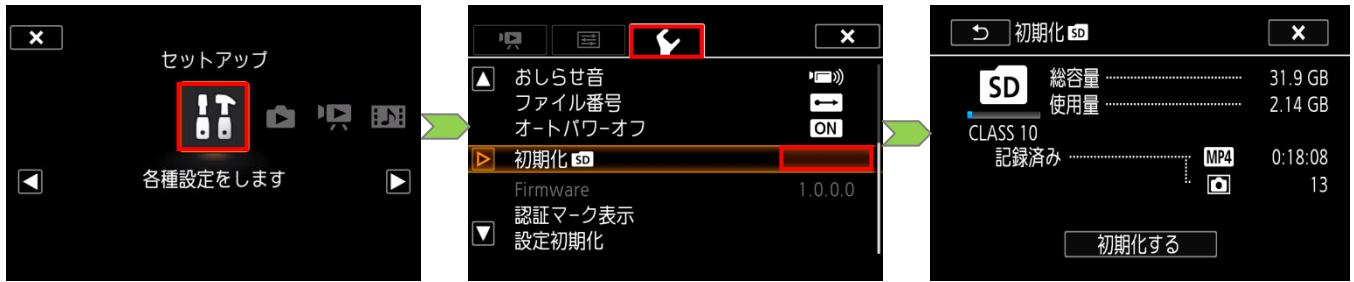 セットアップ
各種設定をします
おしらせ音
ファイル番号
オートパワーオフ ON
初期化 SD
Firmware 1.0.0.0
認証マーク表示
設定初期化
初期化 SD
SD
総容量 31.9 GB
使用量 2.14 GB
CLASS 10
記録済み MP4 0:18:08
13
初期化する